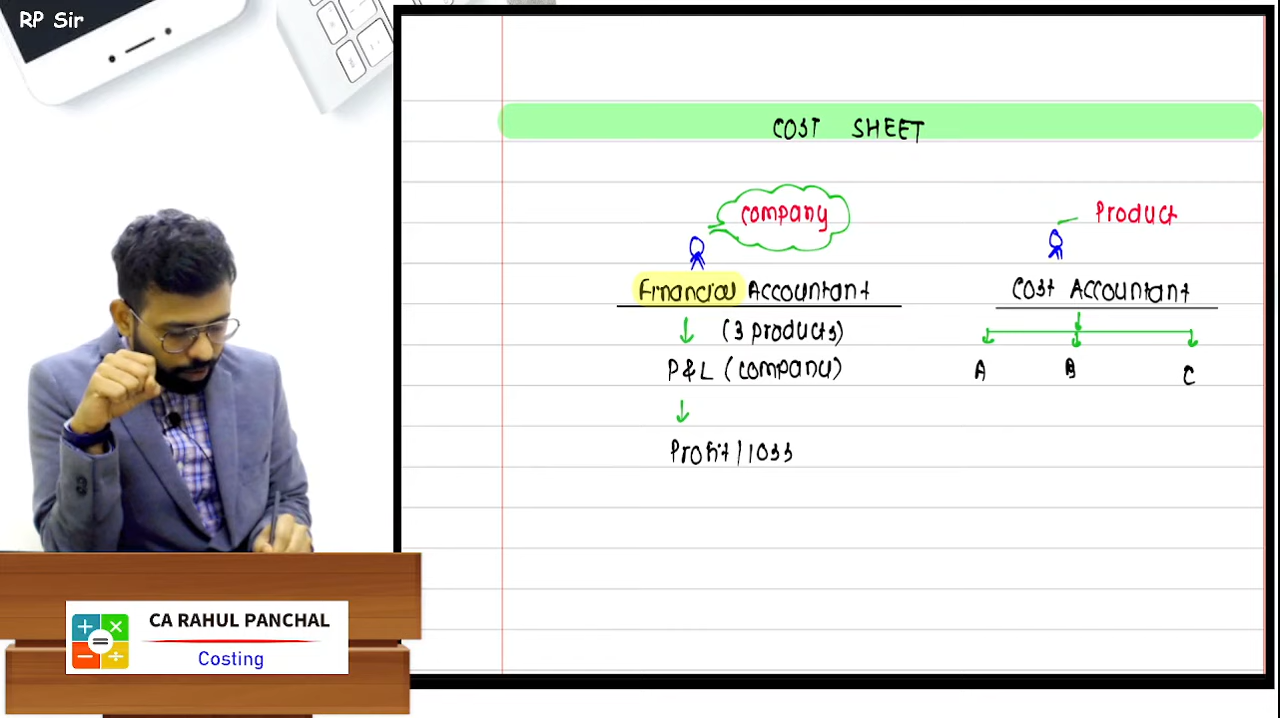 RP Sir
COST SHEET
company
Product
Financial Accountant
Cost Accountant
(3 products)
P&L (company)
A B C
Profit/loss
CA RAHUL PANCHAL
Costing